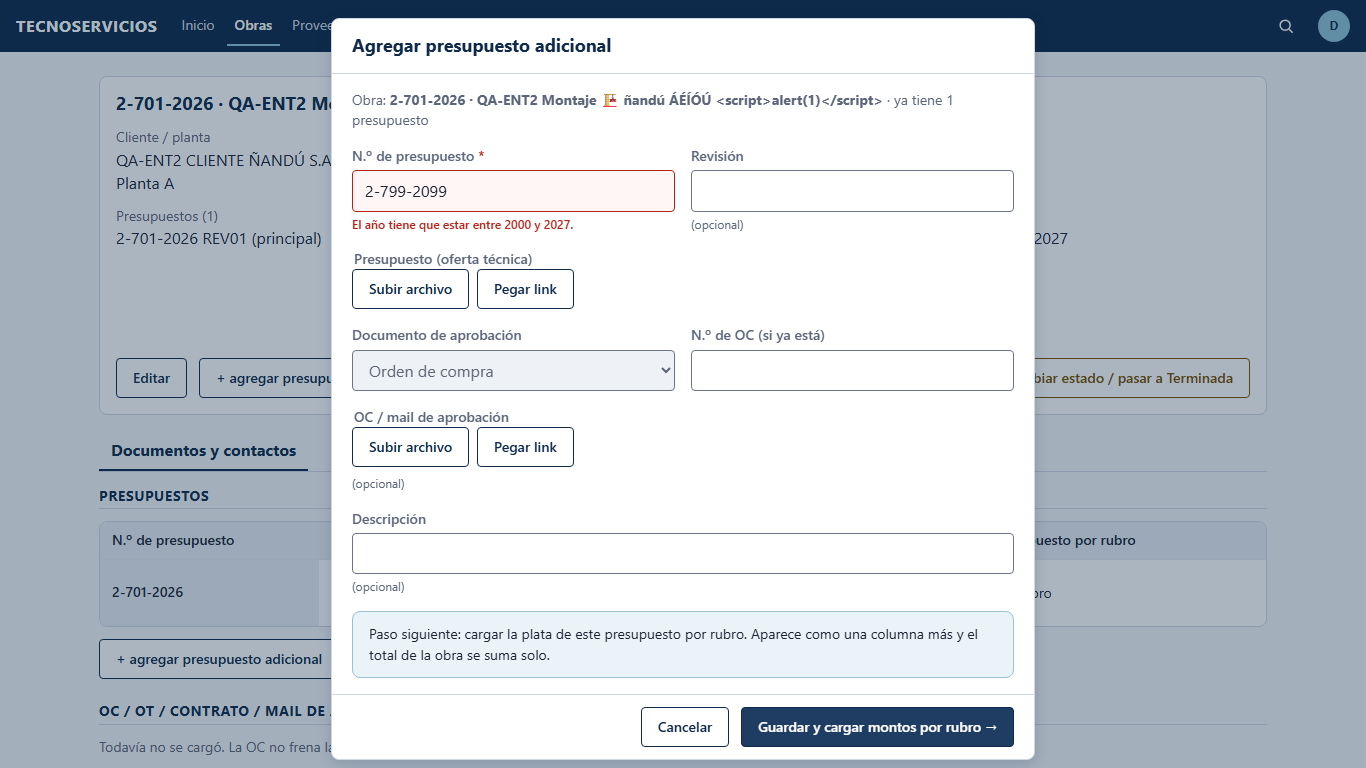 TECNOSERVICIOS Inicio Obras D
Agregar presupuesto adicional
Obra: 2-701-2026 · QA-ENT2 Montaje 🏗️ ñandú ÁÉÍÓÚ <script>alert(1)</script> · ya tiene 1
presupuesto
N.º de presupuesto *
Revisión
2-799-2099
El año tiene que estar entre 2000 y 2027.
(opcional)
Presupuesto (oferta técnica)
Subir archivo
Pegar link
Documento de aprobación
N.º de OC (si ya está)
Orden de compra
OC / mail de aprobación
Subir archivo
Pegar link
(opcional)
Descripción
(opcional)
Paso siguiente: cargar la plata de este presupuesto por rubro. Aparece como una columna más y el
total de la obra se suma solo.
Cancelar
Guardar y cargar montos por rubro →
2-701-2026 · QA-ENT2
Cliente / planta
QA-ENT2 CLIENTE ÑANDÚ
Planta A
Presupuestos (1)
2-701-2026 REV01 (principal)
2027
Editar
+ agregar
estado / pasar a Terminada
Documentos y contactos
PRESUPUESTOS
N.º de presupuesto
por rubro
2-701-2026
+ agregar presupuesto adicional
OC / OT / CONTRATO / MAIL DE
Todavía no se cargó. La OC no frena